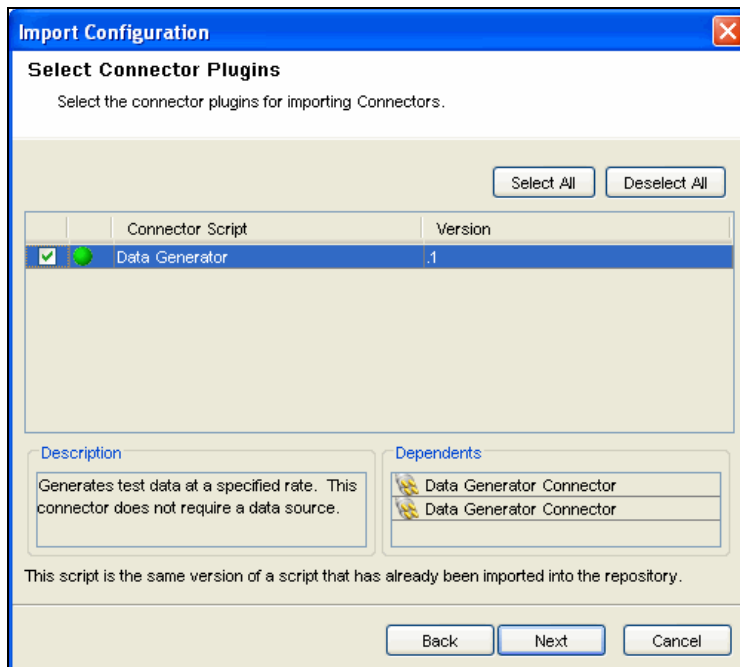 Import Configuration
Select Connector Plugins
Select the connector plugins for importing Connectors.
Select All Deselect All
Connector Script Version
Data Generator .1
Description
Generates test data at a specified rate. This
connector does not require a data source.
Dependents
Data Generator Connector
Data Generator Connector
This script is the same version of a script that has already been imported into the repository.
Back Next Cancel